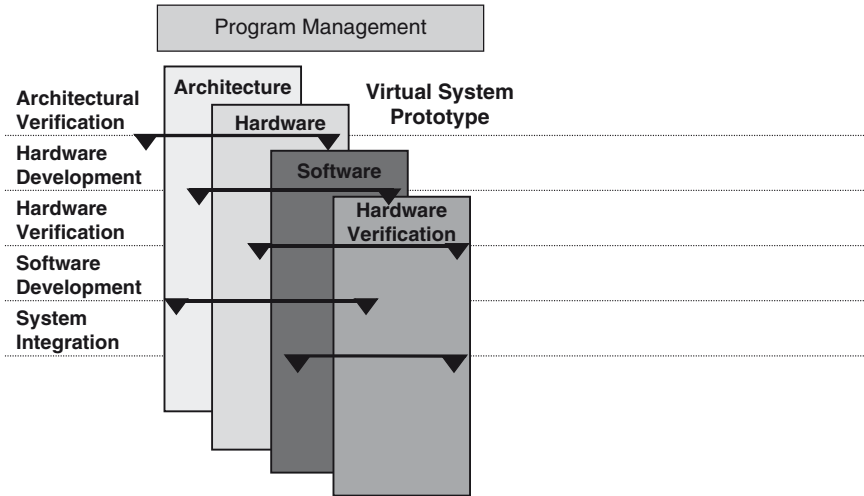 Program Management
Architecture
Architectural
Verification
Virtual System
Prototype
Hardware
Hardware
Development
Software
Hardware
Verification
Hardware
Verification
Software
Development
System
Integration